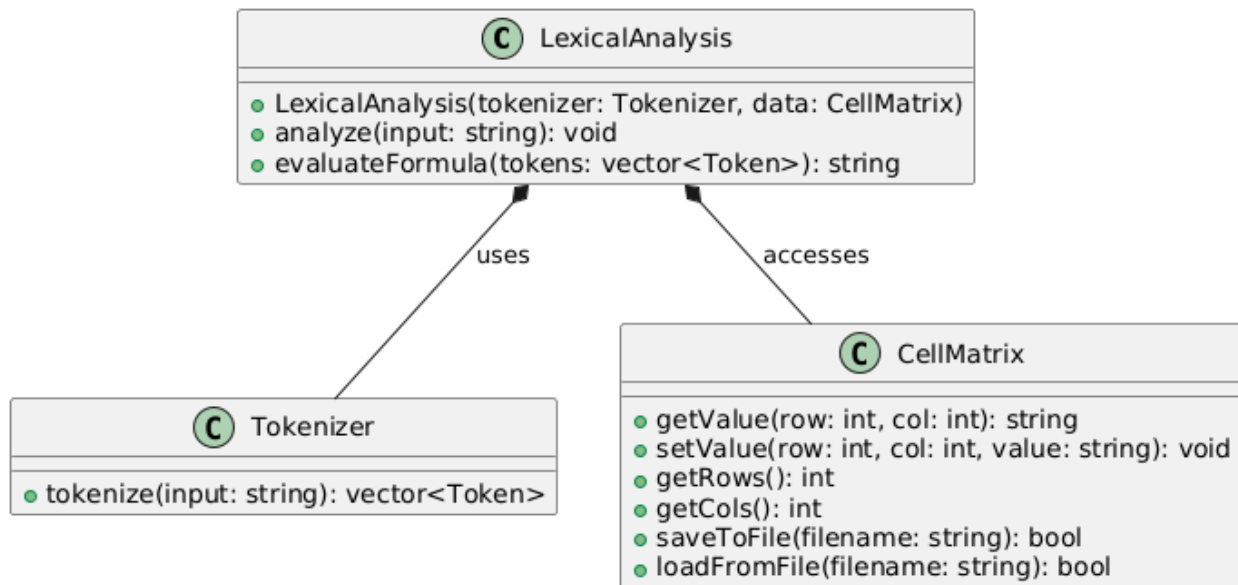 C LexicalAnalysis
LexicalAnalysis(tokenizer: Tokenizer, data: CellMatrix)
analyze(input: string): void
evaluateFormula(tokens: vector<Token>): string
uses
accesses
C Tokenizer
tokenize(input: string): vector<Token>
C CellMatrix
getValue(row: int, col: int): string
setValue(row: int, col: int, value: string): void
getRows(): int
getCols(): int
saveToFile(filename: string): bool
loadFromFile(filename: string): bool